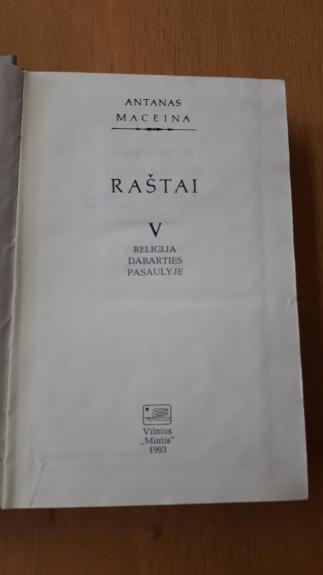 ANTANAS
MACEINA
RAŠTAI
V
RELIGIJA
DABARTIES
PASAULYJE
Vilnius
„Mintis“
1993